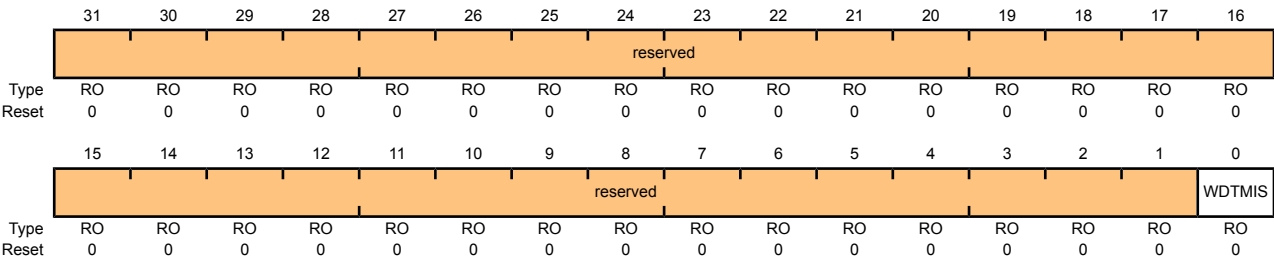 31 30 29 28 27 26 25 24 23 22 21 20 19 18 17 16
reserved
Type RO RO RO RO RO RO RO RO RO RO RO RO RO RO RO RO
Reset 0 0 0 0 0 0 0 0 0 0 0 0 0 0 0 0
15 14 13 12 11 10 9 8 7 6 5 4 3 2 1 0
reserved WDTMIS
Type RO RO RO RO RO RO RO RO RO RO RO RO RO RO RO RO
Reset 0 0 0 0 0 0 0 0 0 0 0 0 0 0 0 0